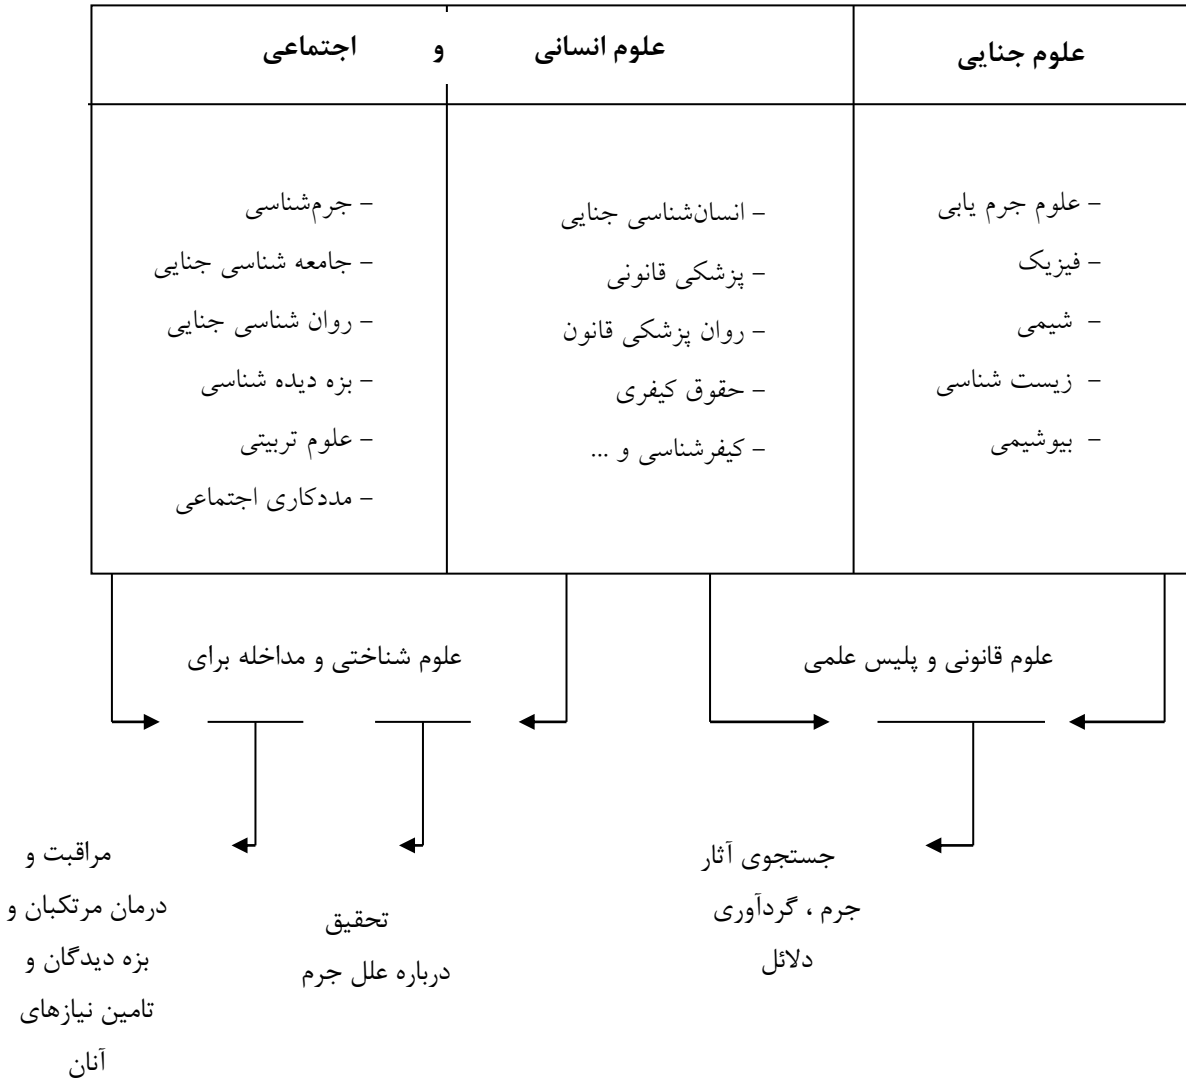 علوم جنایی
علوم انسانی و اجتماعی
– علوم جرم یابی
– فیزیک
– شیمی
– زیست شناسی
– بیوشیمی
– انسان‌شناسی جنایی
– پزشکی قانونی
– روان پزشکی قانون
– حقوق کیفری
– کیفرشناسی و ...
– جرم‌شناسی
– جامعه شناسی جنایی
– روان شناسی جنایی
– بزه دیده شناسی
– علوم تربیتی
– مددکاری اجتماعی
علوم قانونی و پلیس علمی
علوم شناختی و مداخله برای
جستجوی آثار
جرم ، گردآوری
دلائل
تحقیق
درباره علل جرم
مراقبت و
درمان مرتکبان و
بزه دیدگان و
تامین نیازهای
آنان